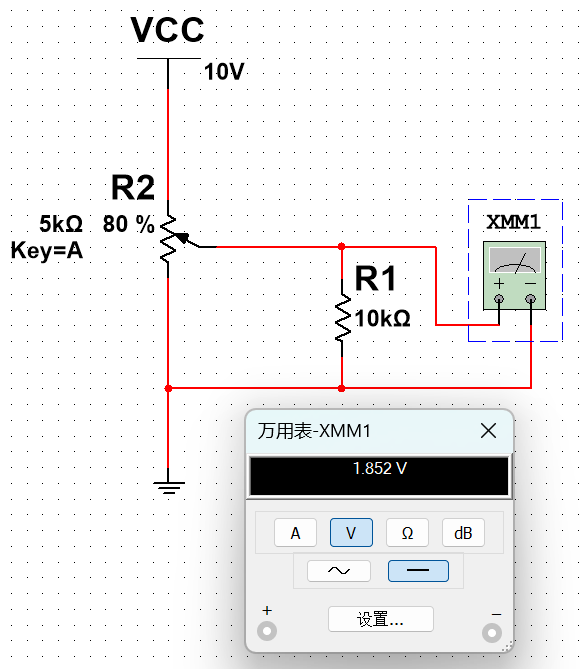 VCC
10V
R2
5kΩ 80 %
Key=A
XMM1
+ −
R1
10kΩ
万用表-XMM1
1.852 V
A V Ω dB
+ −
设置...